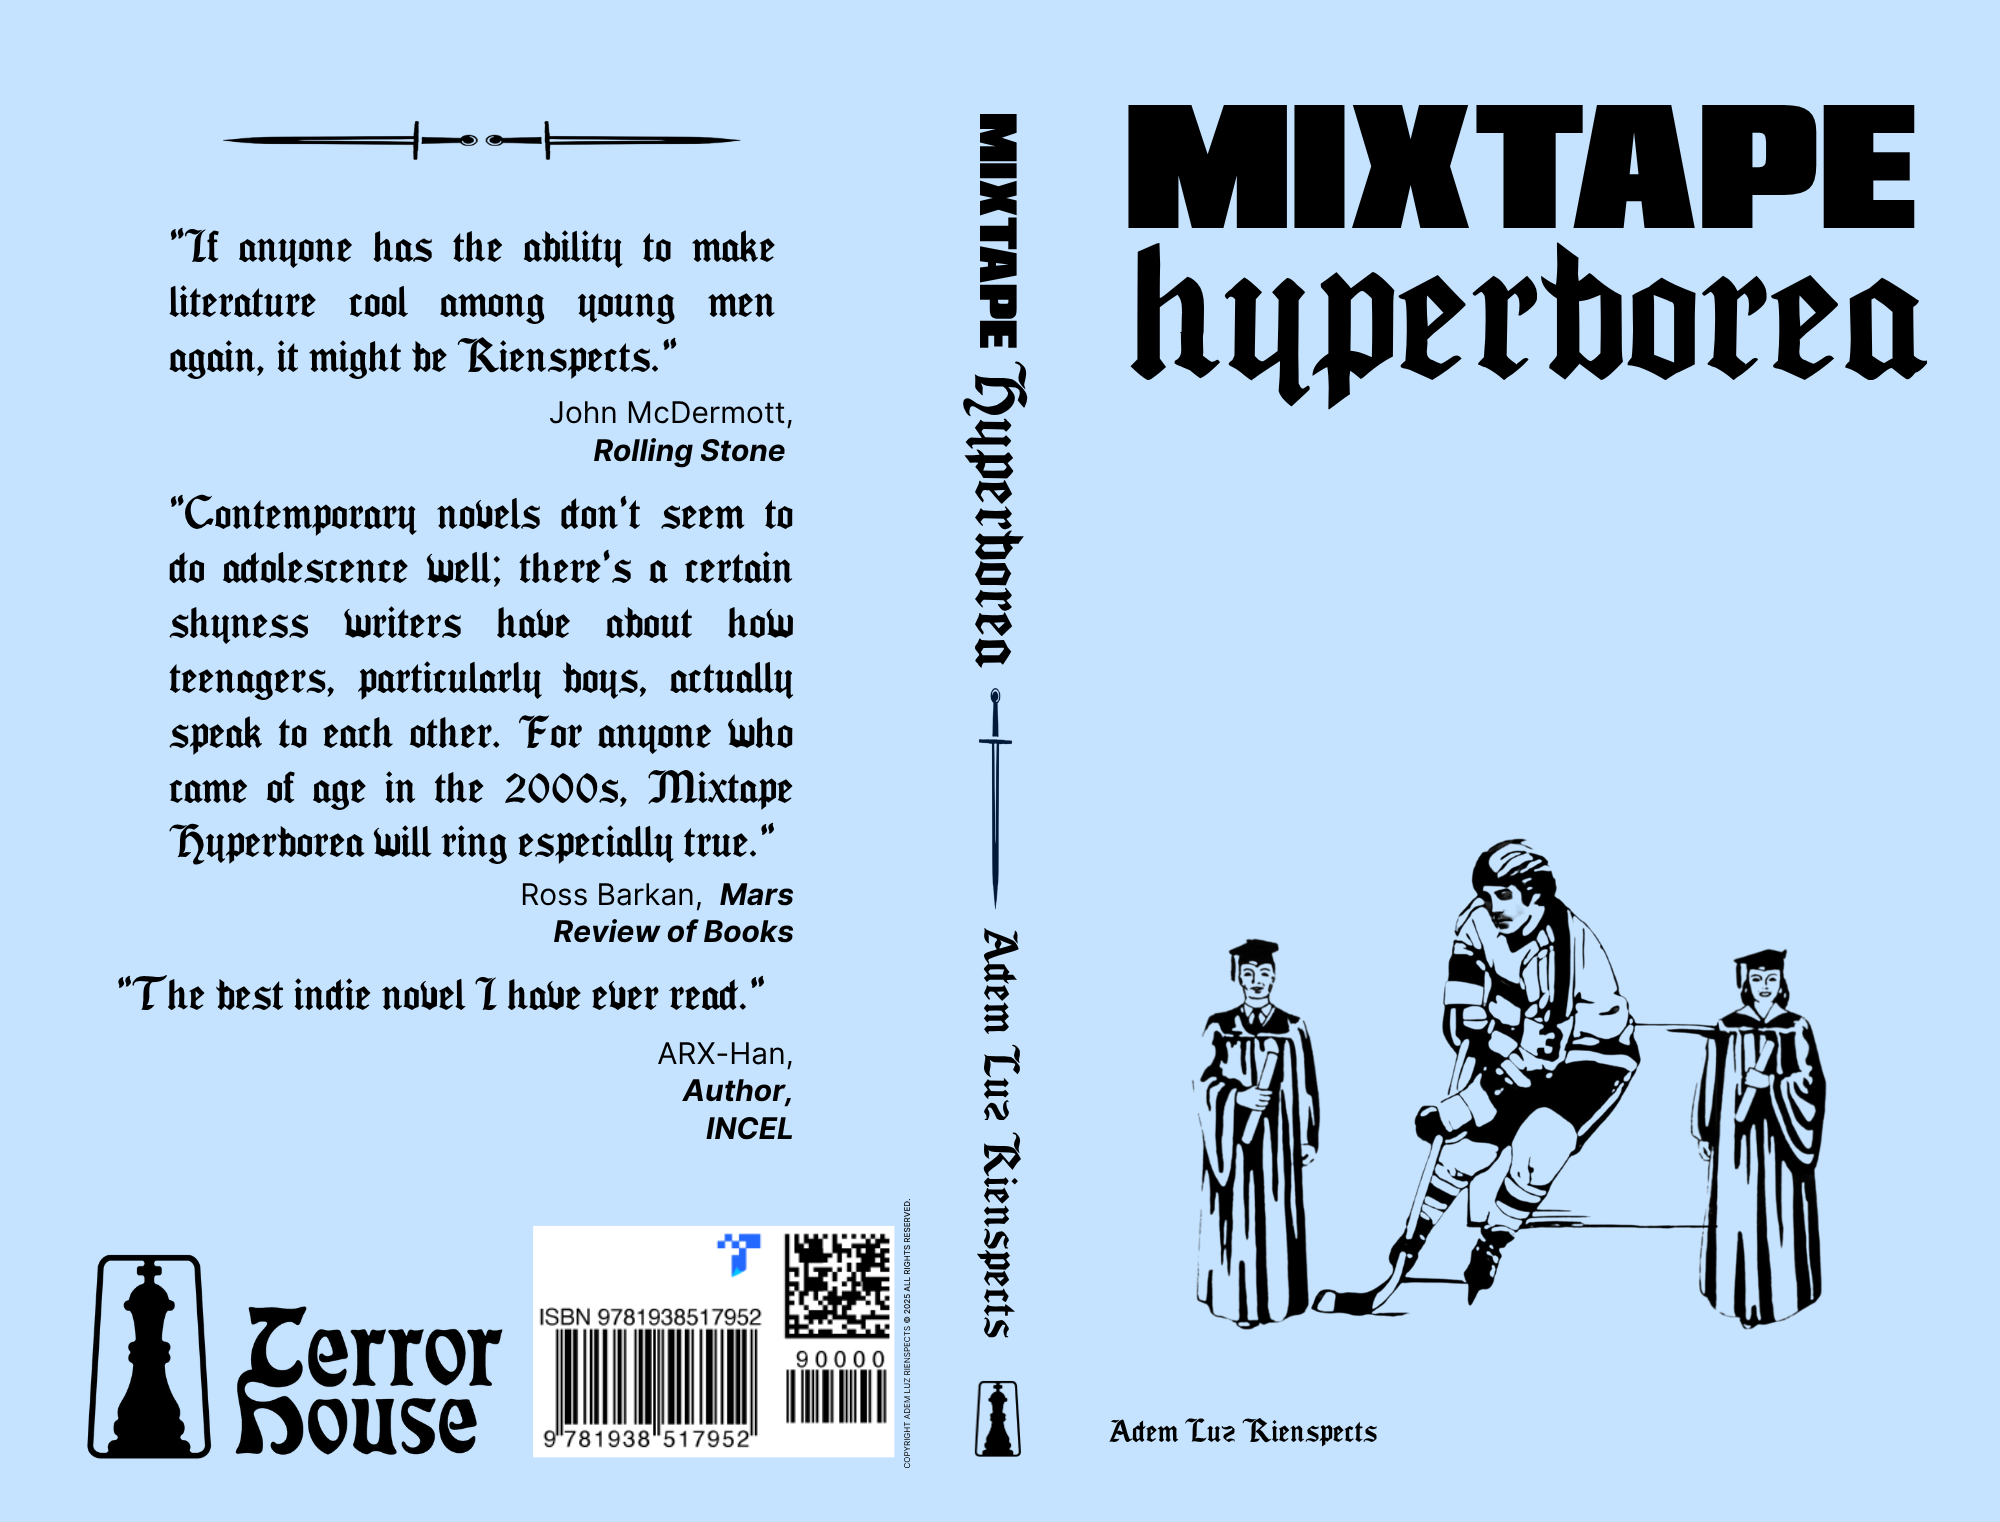 "If anyone has the ability to make
literature cool among young men
again, it might be Rienspects."
John McDermott,
Rolling Stone
"Contemporary novels don't seem to
do adolescence well; there's a certain
shyness writers have about how
teenagers, particularly boys, actually
speak to each other. For anyone who
came of age in the 2000s, Mixtape
Hyperborea will ring especially true."
Ross Barkan, Mars
Review of Books
"The best indie novel I have ever read."
ARX-Han,
Author,
INCEL
Terror
House
ISBN 9781938517952
90000
9 781938 517952
COPYRIGHT ADEM LUZ RIENSPECTS © 2025 ALL RIGHTS RESERVED.
MIXTAPE Hyperborea Adem Luz Rienspects
MIXTAPE
hyperborea
3
Adem Luz Rienspects